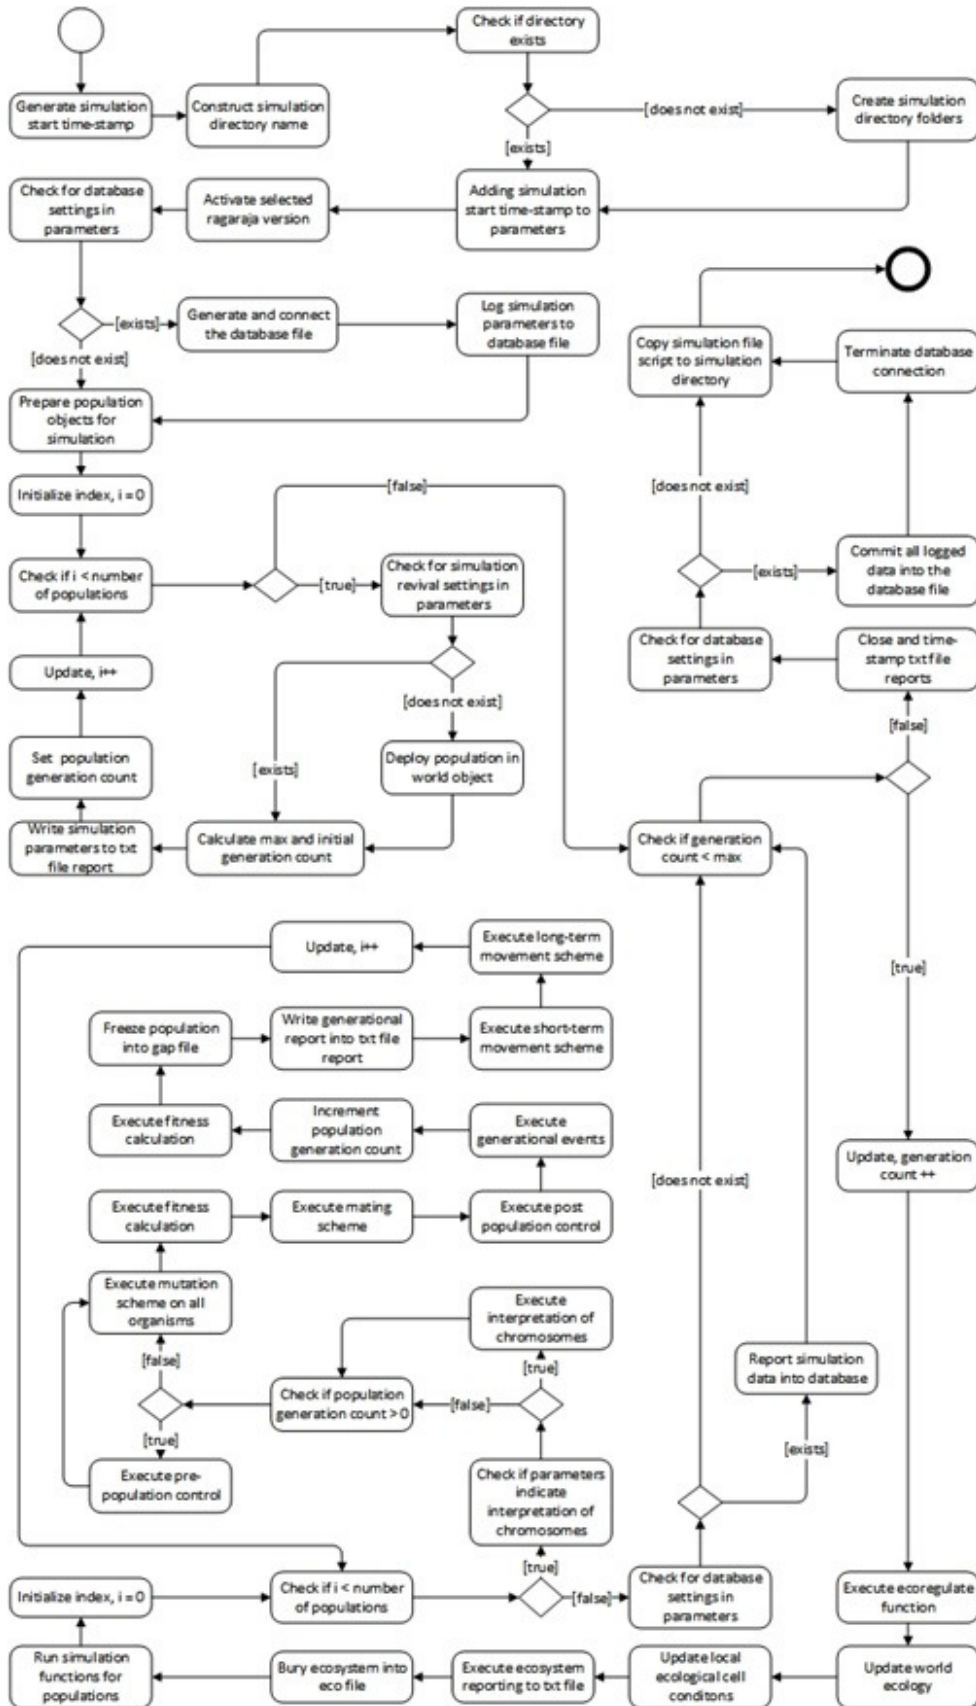 Check if directory
exists
Generate simulation
start time-stamp
Construct simulation
directory name
[does not exist]
Create simulation
directory folders
[exists]
Check for database
settings in
parameters
Activate selected
ragaraja version
Adding simulation
start time-stamp to
parameters
[exists]
Generate and connect
the database file
Log simulation
parameters to
database file
Copy simulation file
script to simulation
directory
Terminate database
connection
[does not exist]
Prepare population
objects for
simulation
Initialize index, i = 0
[false]
[does not exist]
Check if i < number
of populations
[true]
Check for simulation
revival settings in
parameters
[exists]
Commit all logged
data into the
database file
Update, i++
Check for database
settings in
parameters
Close and time-
stamp txt file
reports
[does not exist]
[false]
Set population
generation count
[exists]
Deploy population in
world object
Write simulation
parameters to txt
file report
Calculate max and initial
generation count
Check if generation
count < max
Update, i++
Execute long-term
movement scheme
[true]
Freeze population
into gap file
Write generational
report into txt file
report
Execute short-term
movement scheme
Execute fitness
calculation
Increment
population
generation count
Execute
generational events
[does not exist]
Update, generation
count ++
Execute fitness
calculation
Execute mating
scheme
Execute post
population control
Execute mutation
scheme on all
organisms
Execute
interpretation of
chromosomes
[false]
[true]
Report simulation
data into database
Check if population
generation count > 0
[false]
[true]
[exists]
Execute pre-
population control
Check if parameters
indicate
interpretation of
chromosomes
[true]
Initialize index, i = 0
Check if i < number
of populations
[false]
Check for database
settings in
parameters
Execute ecoregulate
function
Run simulation
functions for
populations
Bury ecosystem into
eco file
Execute ecosystem
reporting to txt file
Update local
ecological cell
conditons
Update world
ecology